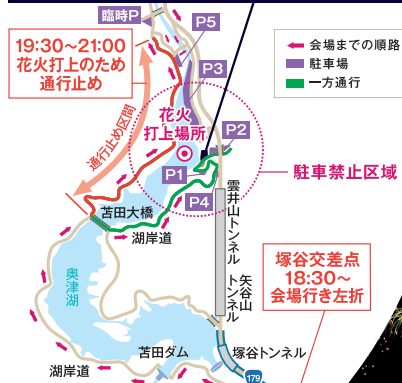 臨時P
P5
19:30～21:00
花火打上のため
通行止め
会場までの順路
駐車場
一方通行
P3
通行止め区間
花火
打上場所
P2
P1
駐車禁止区域
P4
苫田大橋
湖岸道
雲井山トンネル
奥津湖
矢谷山
トンネル
塚谷交差点
18:30～
会場行き左折
苫田ダム
塚谷トンネル
湖岸道
179